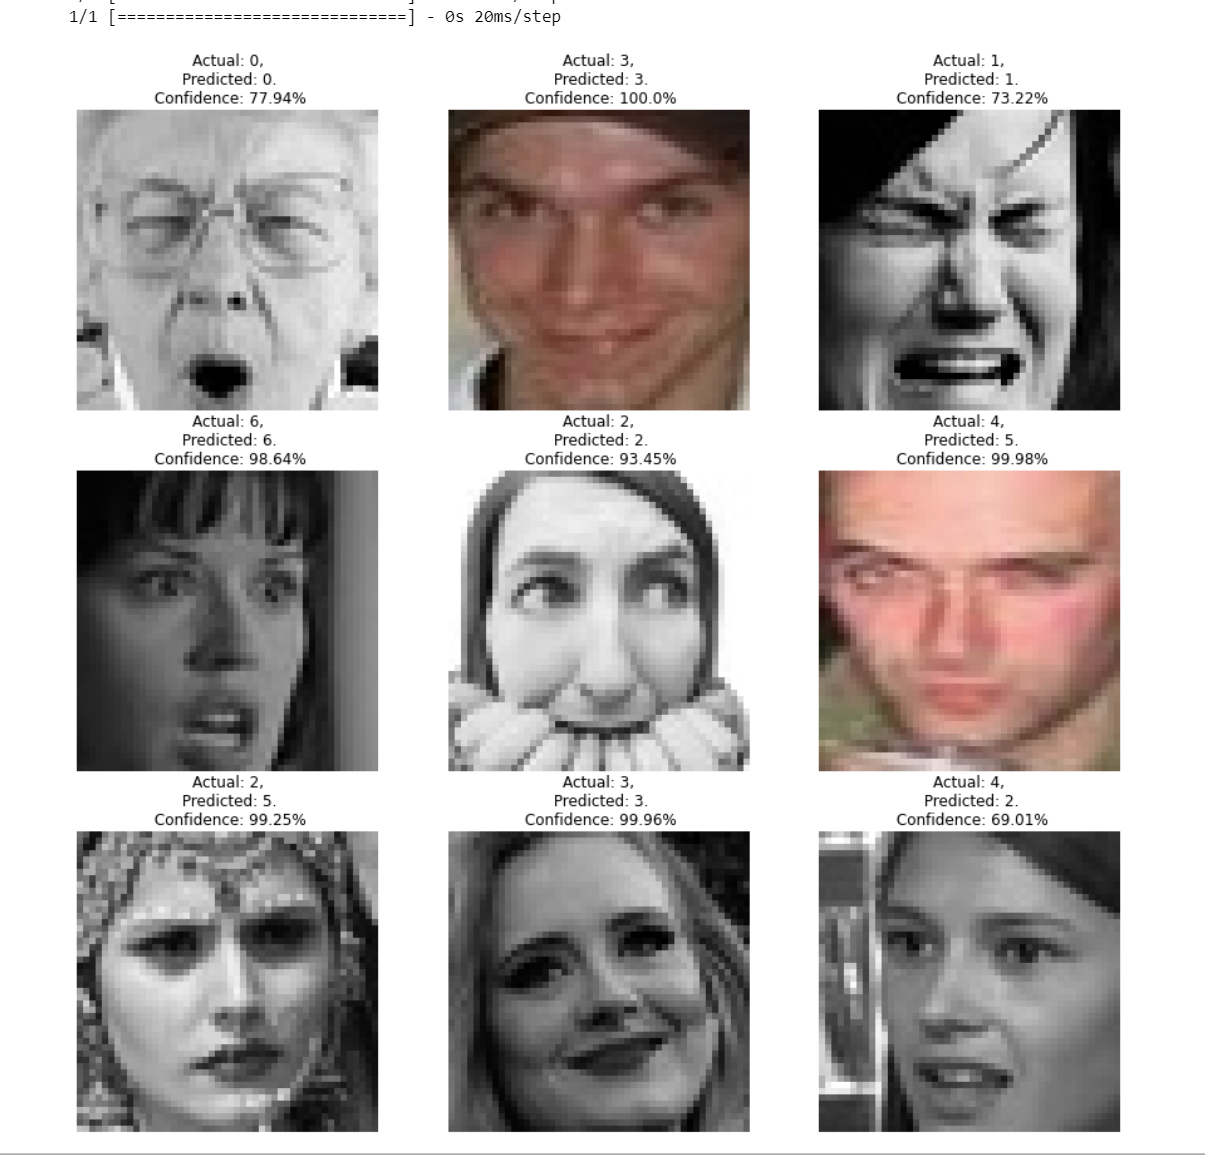 1/1 [==============================] - 0s 20ms/step
Actual: 0,
Predicted: 0.
Confidence: 77.94%
Actual: 3,
Predicted: 3.
Confidence: 100.0%
Actual: 1,
Predicted: 1.
Confidence: 73.22%
Actual: 6,
Predicted: 6.
Confidence: 98.64%
Actual: 2,
Predicted: 2.
Confidence: 93.45%
Actual: 4,
Predicted: 5.
Confidence: 99.98%
Actual: 2,
Predicted: 5.
Confidence: 99.25%
Actual: 3,
Predicted: 3.
Confidence: 99.96%
Actual: 4,
Predicted: 2.
Confidence: 69.01%